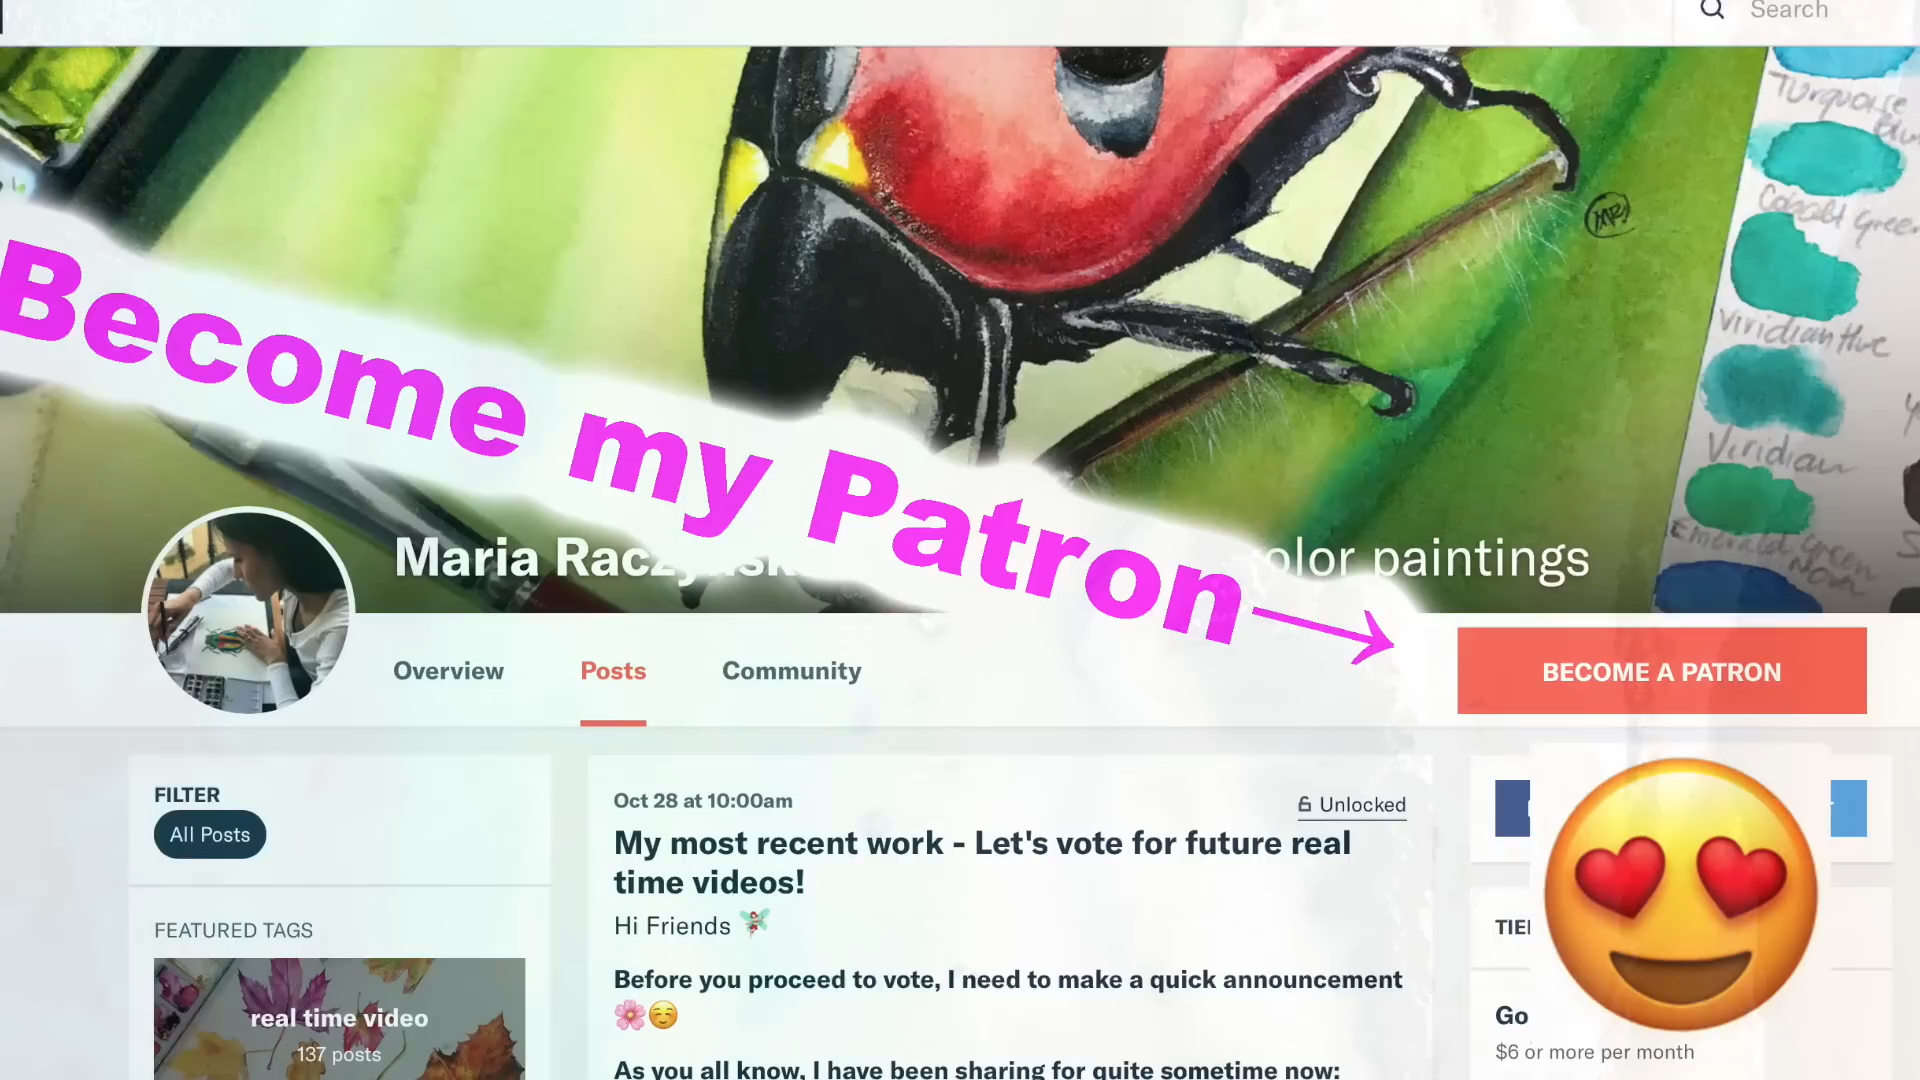 Search
Turquoise
Cobalt Green
Viridian Hue
Viridian
Emerald Green
Nova
MR
Become my Patron→
Maria
olor paintings
Overview
Posts
Community
BECOME A PATRON
FILTER
All Posts
FEATURED TAGS
real time video
137 posts
Oct 28 at 10:00am
Unlocked
My most recent work - Let's vote for future real
time videos!
Hi Friends 🧚
Before you proceed to vote, I need to make a quick announcement
🌸☺️
As you all know, I have been sharing for quite sometime now:
Go
$6 or more per month